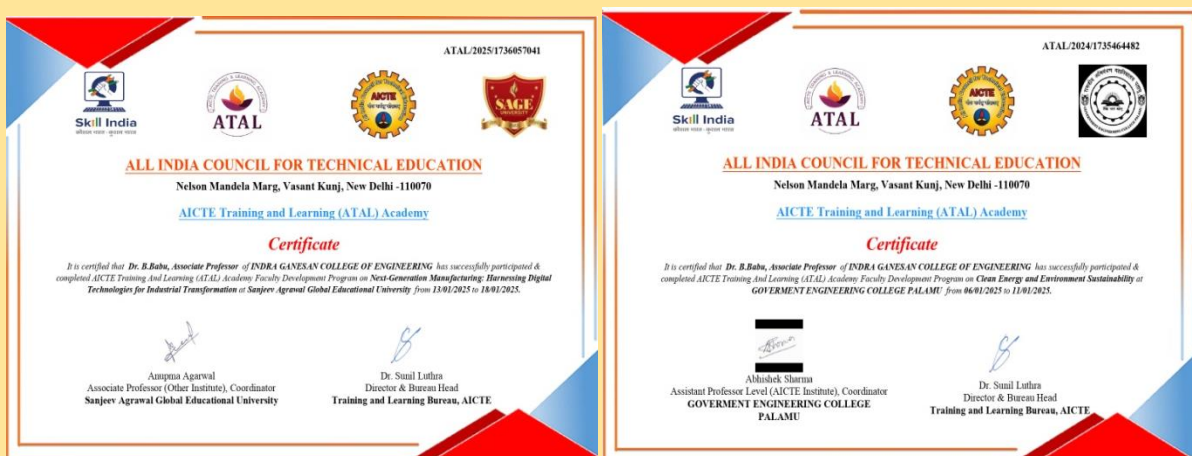 ATAL/2025/1736057041
Skill India
कौशल भारत - कुशल भारत
ATAL
AICTE
SAGE
UNIVERSITY
ALL INDIA COUNCIL FOR TECHNICAL EDUCATION
Nelson Mandela Marg, Vasant Kunj, New Delhi -110070
AICTE Training and Learning (ATAL) Academy
Certificate
It is certified that Dr. B.Babu, Associate Professor of INDRA GANESAN COLLEGE OF ENGINEERING has successfully participated &
completed AICTE Training And Learning (ATAL) Academy Faculty Development Program on Next-Generation Manufacturing: Harnessing Digital
Technologies for Industrial Transformation at Sanjeev Agrawal Global Educational University from 13/01/2025 to 18/01/2025.
Anupma Agarwal
Associate Professor (Other Institute), Coordinator
Sanjeev Agrawal Global Educational University
Dr. Sunil Luthra
Director & Bureau Head
Training and Learning Bureau, AICTE
ATAL/2024/1735464482
Skill India
कौशल भारत - कुशल भारत
ATAL
AICTE
ALL INDIA COUNCIL FOR TECHNICAL EDUCATION
Nelson Mandela Marg, Vasant Kunj, New Delhi -110070
AICTE Training and Learning (ATAL) Academy
Certificate
It is certified that Dr. B.Babu, Associate Professor of INDRA GANESAN COLLEGE OF ENGINEERING has successfully participated &
completed AICTE Training And Learning (ATAL) Academy Faculty Development Program on Clean Energy and Environment Sustainability at
GOVERMENT ENGINEERING COLLEGE PALAMU from 06/01/2025 to 11/01/2025.
Abhishek Sharma
Assistant Professor Level (AICTE Institute), Coordinator
GOVERMENT ENGINEERING COLLEGE
PALAMU
Dr. Sunil Luthra
Director & Bureau Head
Training and Learning Bureau, AICTE